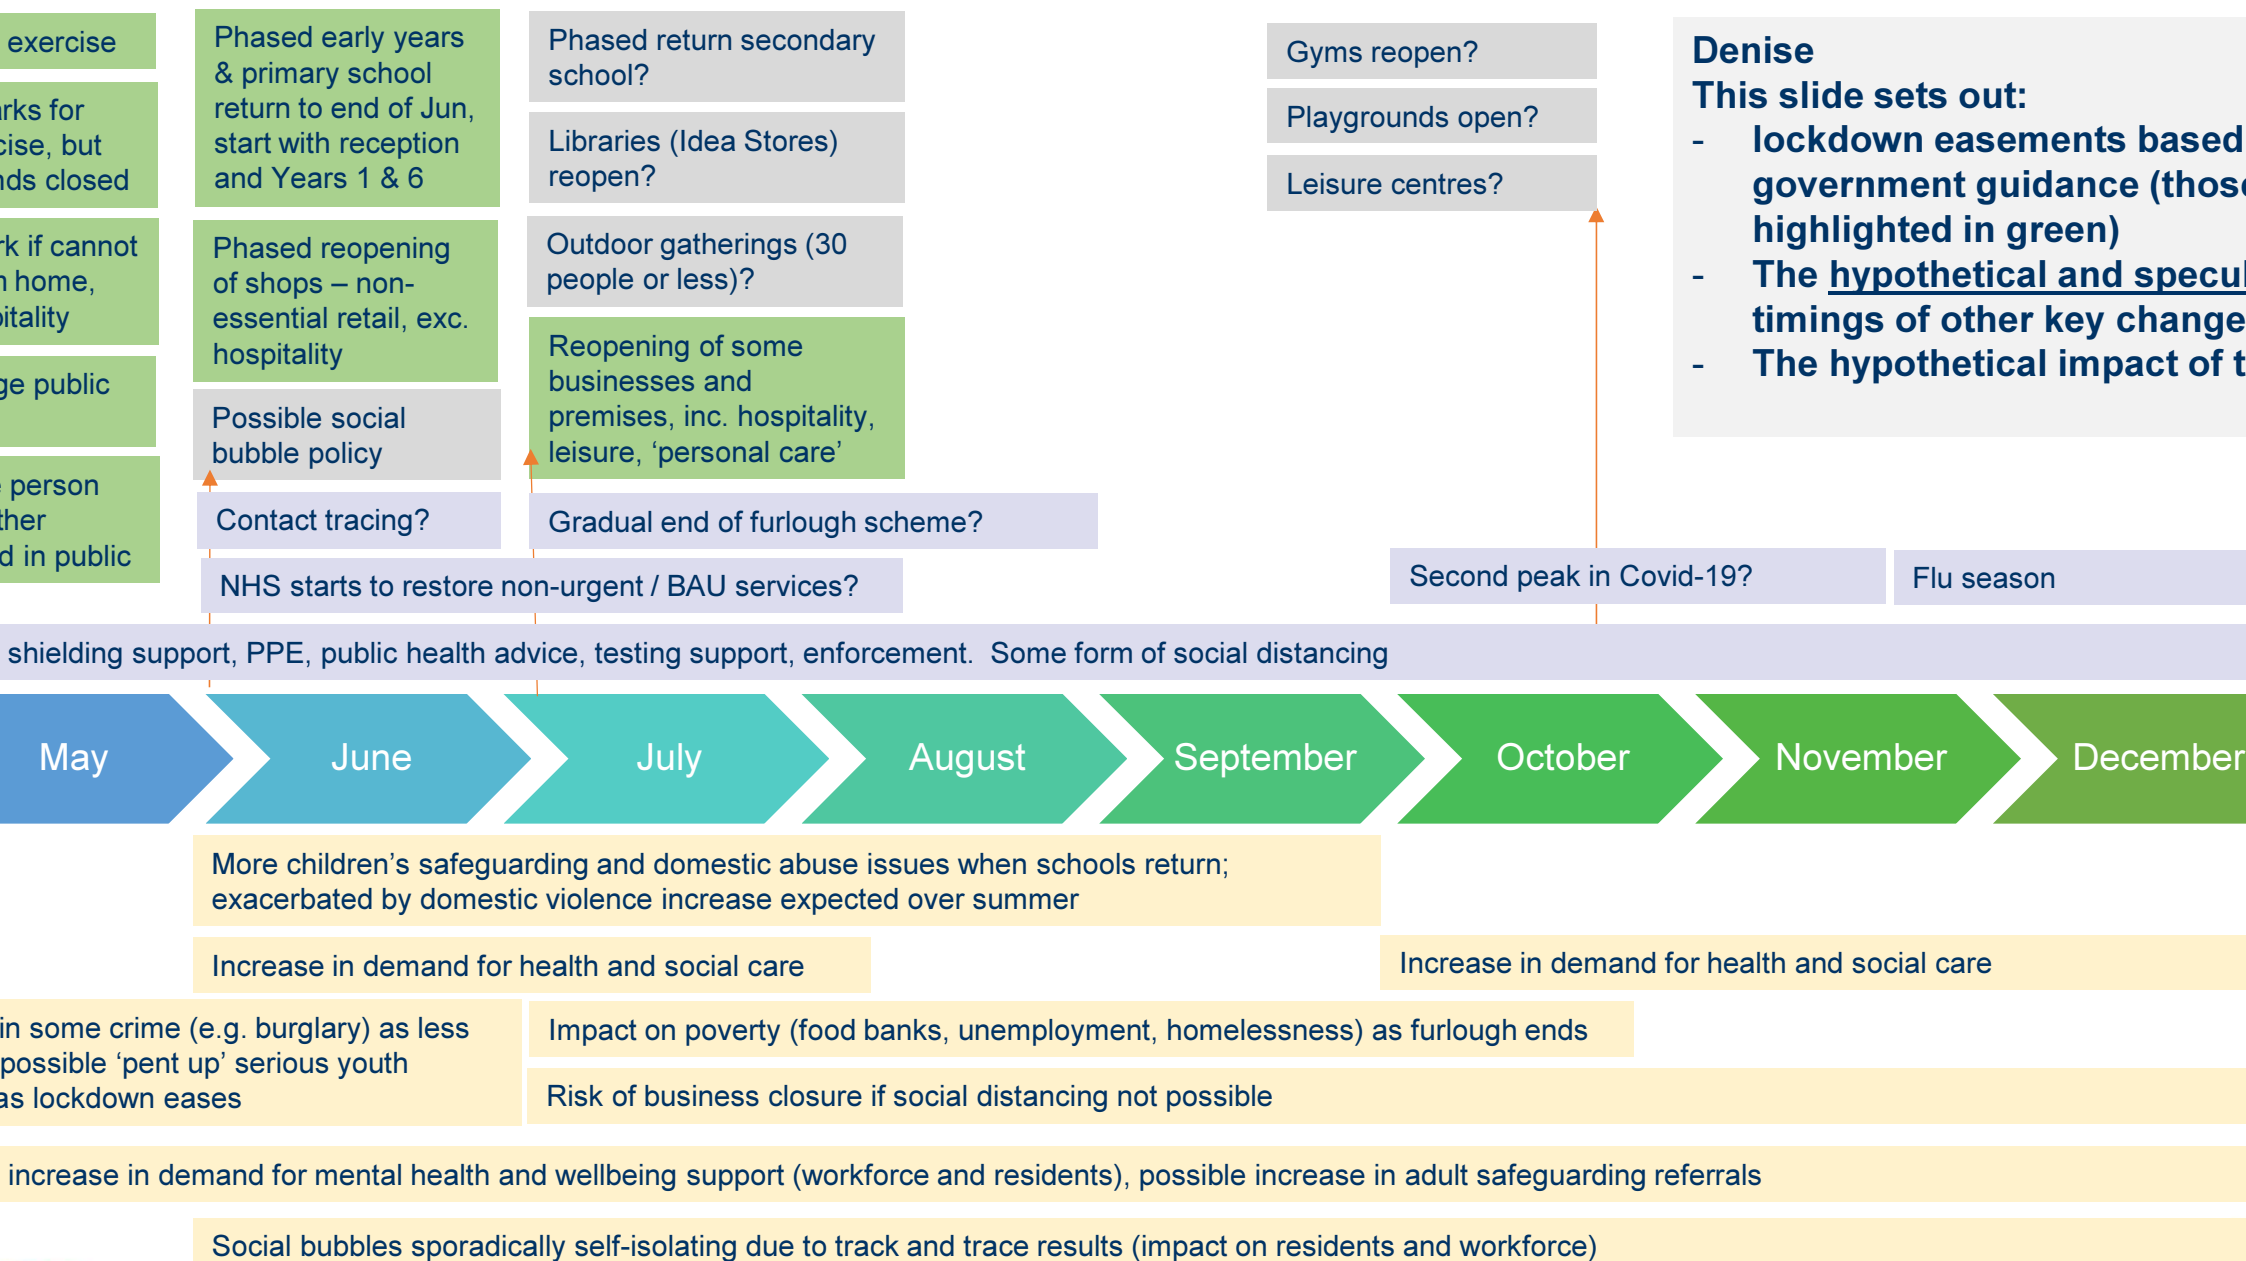 exercise
for
but
closed
if cannot
home,
public
person
in public
Phased early years
& primary school
return to end of Jun,
start with reception
and Years 1 & 6
Phased reopening
of shops – non-
essential retail, exc.
hospitality
Possible social
bubble policy
Contact tracing?
NHS starts to restore non-urgent / BAU services?
Phased return secondary
school?
Libraries (Idea Stores)
reopen?
Outdoor gatherings (30
people or less)?
Reopening of some
businesses and
premises, inc. hospitality,
leisure, ‘personal care’
Gradual end of furlough scheme?
Gyms reopen?
Playgrounds open?
Leisure centres?
Second peak in Covid-19?
Flu season
Denise
This slide sets out:
- lockdown easements based
government guidance (those
highlighted in green)
- The hypothetical and
timings of other key
- The hypothetical impact of
shielding support, PPE, public health advice, testing support, enforcement. Some form of social distancing
May
June
July
August
September
October
November
December
More children’s safeguarding and domestic abuse issues when schools return;
exacerbated by domestic violence increase expected over summer
Increase in demand for health and social care
Increase in demand for health and social care
in some crime (e.g. burglary) as less
possible ‘pent up’ serious youth
as lockdown eases
Impact on poverty (food banks, unemployment, homelessness) as furlough ends
Risk of business closure if social distancing not possible
increase in demand for mental health and wellbeing support (workforce and residents), possible increase in adult safeguarding referrals
Social bubbles sporadically self-isolating due to track and trace results (impact on residents and workforce)